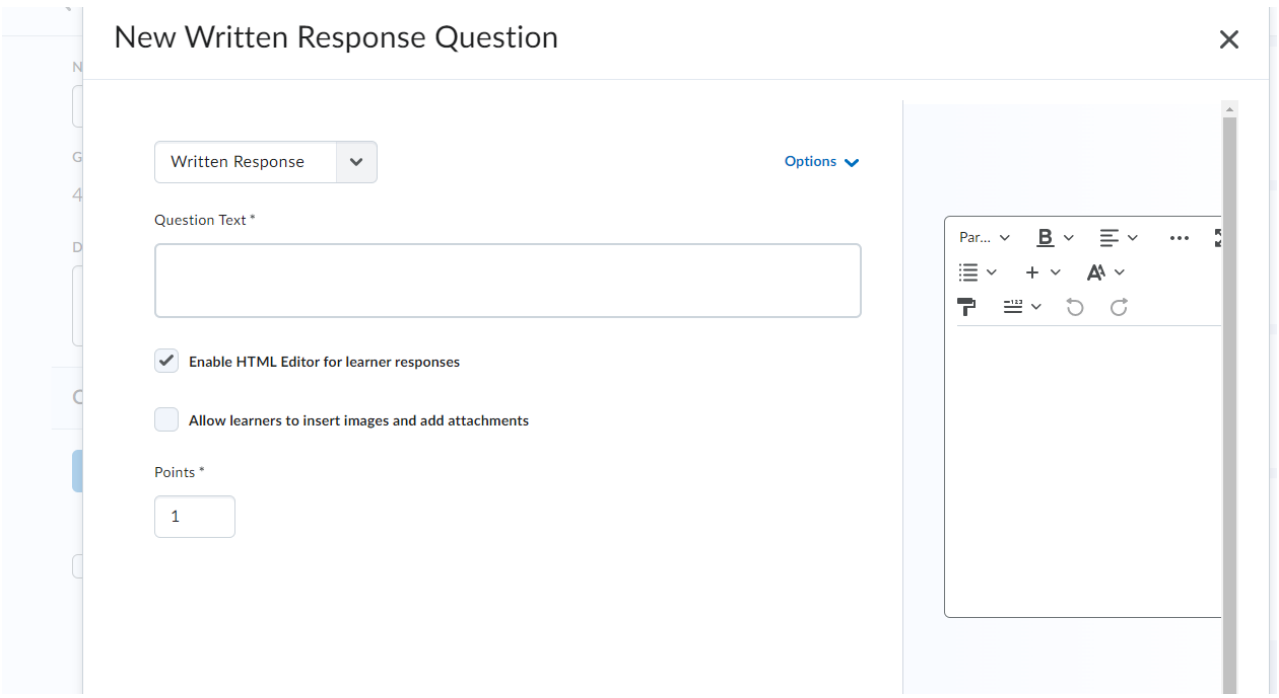 New Written Response Question
N
G
4
D
C
Written Response
Options
Question Text *
Enable HTML Editor for learner responses
Allow learners to insert images and add attachments
Points *
1
Par...
B